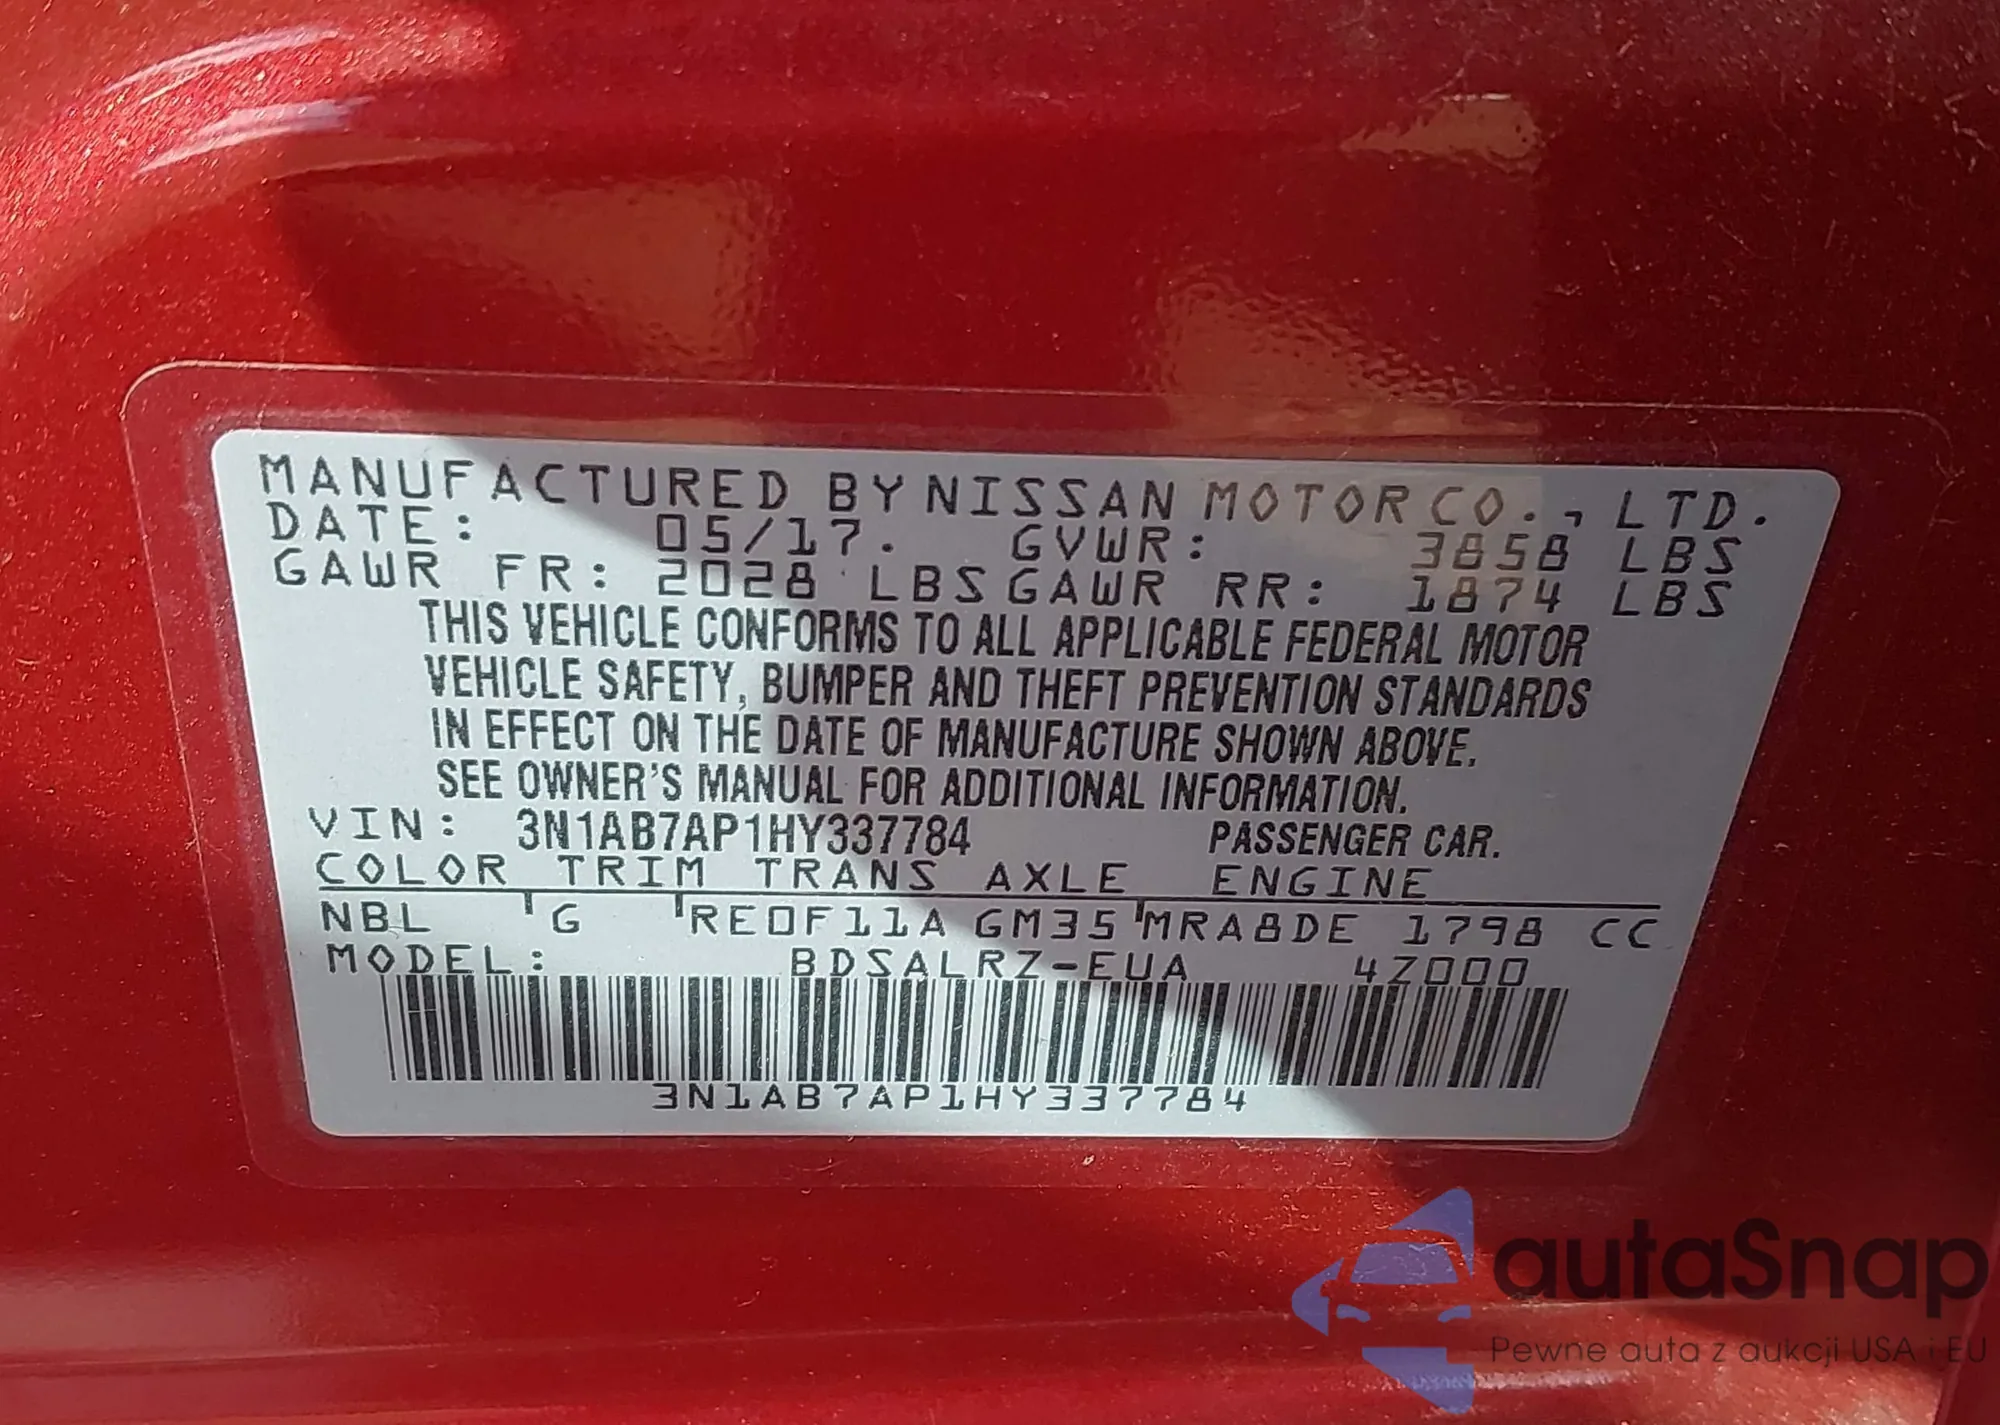 MANUFACTURED BY NISSAN MOTOR CO., LTD.
DATE: 05/17. GVWR: 3858 LBS
GAWR FR: 2028 LBS GAWR RR: 1874 LBS
THIS VEHICLE CONFORMS TO ALL APPLICABLE FEDERAL MOTOR
VEHICLE SAFETY, BUMPER AND THEFT PREVENTION STANDARDS
IN EFFECT ON THE DATE OF MANUFACTURE SHOWN ABOVE.
SEE OWNER'S MANUAL FOR ADDITIONAL INFORMATION.
VIN: 3N1AB7AP1HY337784 PASSENGER CAR.
COLOR TRIM TRANS AXLE ENGINE
NBL G RE0F11A GM35 MRA8DE 1798 CC
MODEL: BDSALRZ-EUA 4Z000
3N1AB7AP1HY337784
autaSnap
Pewne auta z aukcji USA i EU